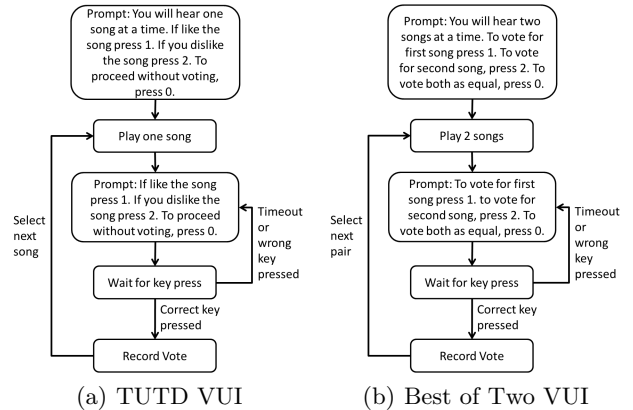 Prompt: You will hear one
song at a time. If like the
song press 1. If you dislike
the song press 2. To
proceed without voting,
press 0.
Play one song
Prompt: If like the song
press 1. If you dislike the
song press 2. To proceed
without voting, press 0.
Select
next
song
Timeout
or
wrong
key
pressed
Wait for key press
Correct key
pressed
Record Vote
(a) TUTD VUI
Prompt: You will hear two
songs at a time. To vote for
first song press 1. To vote
for second song, press 2. To
vote both as equal, press 0.
Play 2 songs
Prompt: To vote for first
song press 1. to vote for
second song, press 2. To
vote both as equal, press 0.
Select
next
pair
Timeout
or
wrong
key
pressed
Wait for key press
Correct key
pressed
Record Vote
(b) Best of Two VUI